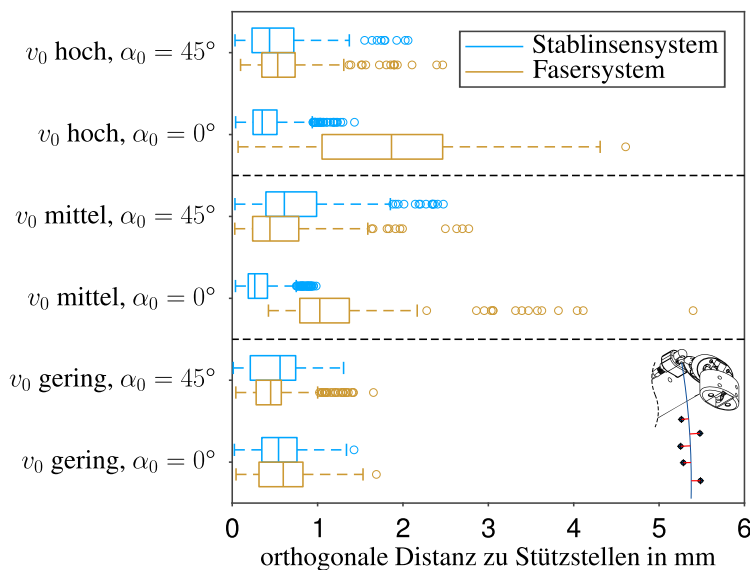 v₀ hoch, α₀ = 45°
Stablinsensystem
Fasersystem
v₀ hoch, α₀ = 0°
v₀ mittel, α₀ = 45°
v₀ mittel, α₀ = 0°
v₀ gering, α₀ = 45°
v₀ gering, α₀ = 0°
0 1 2 3 4 5 6
orthogonale Distanz zu Stützstellen in mm